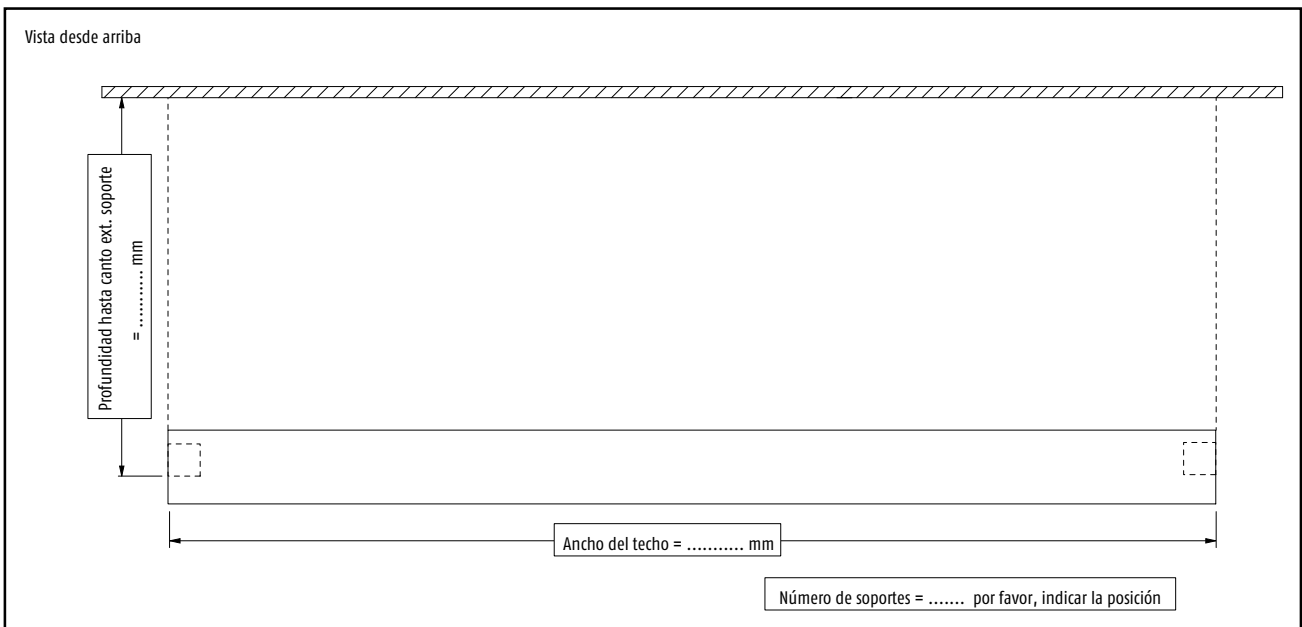 Vista desde arriba
Profundidad hasta canto ext. soporte
= ........... mm
Ancho del techo = ........... mm
Número de soportes = ....... por favor, indicar la posición